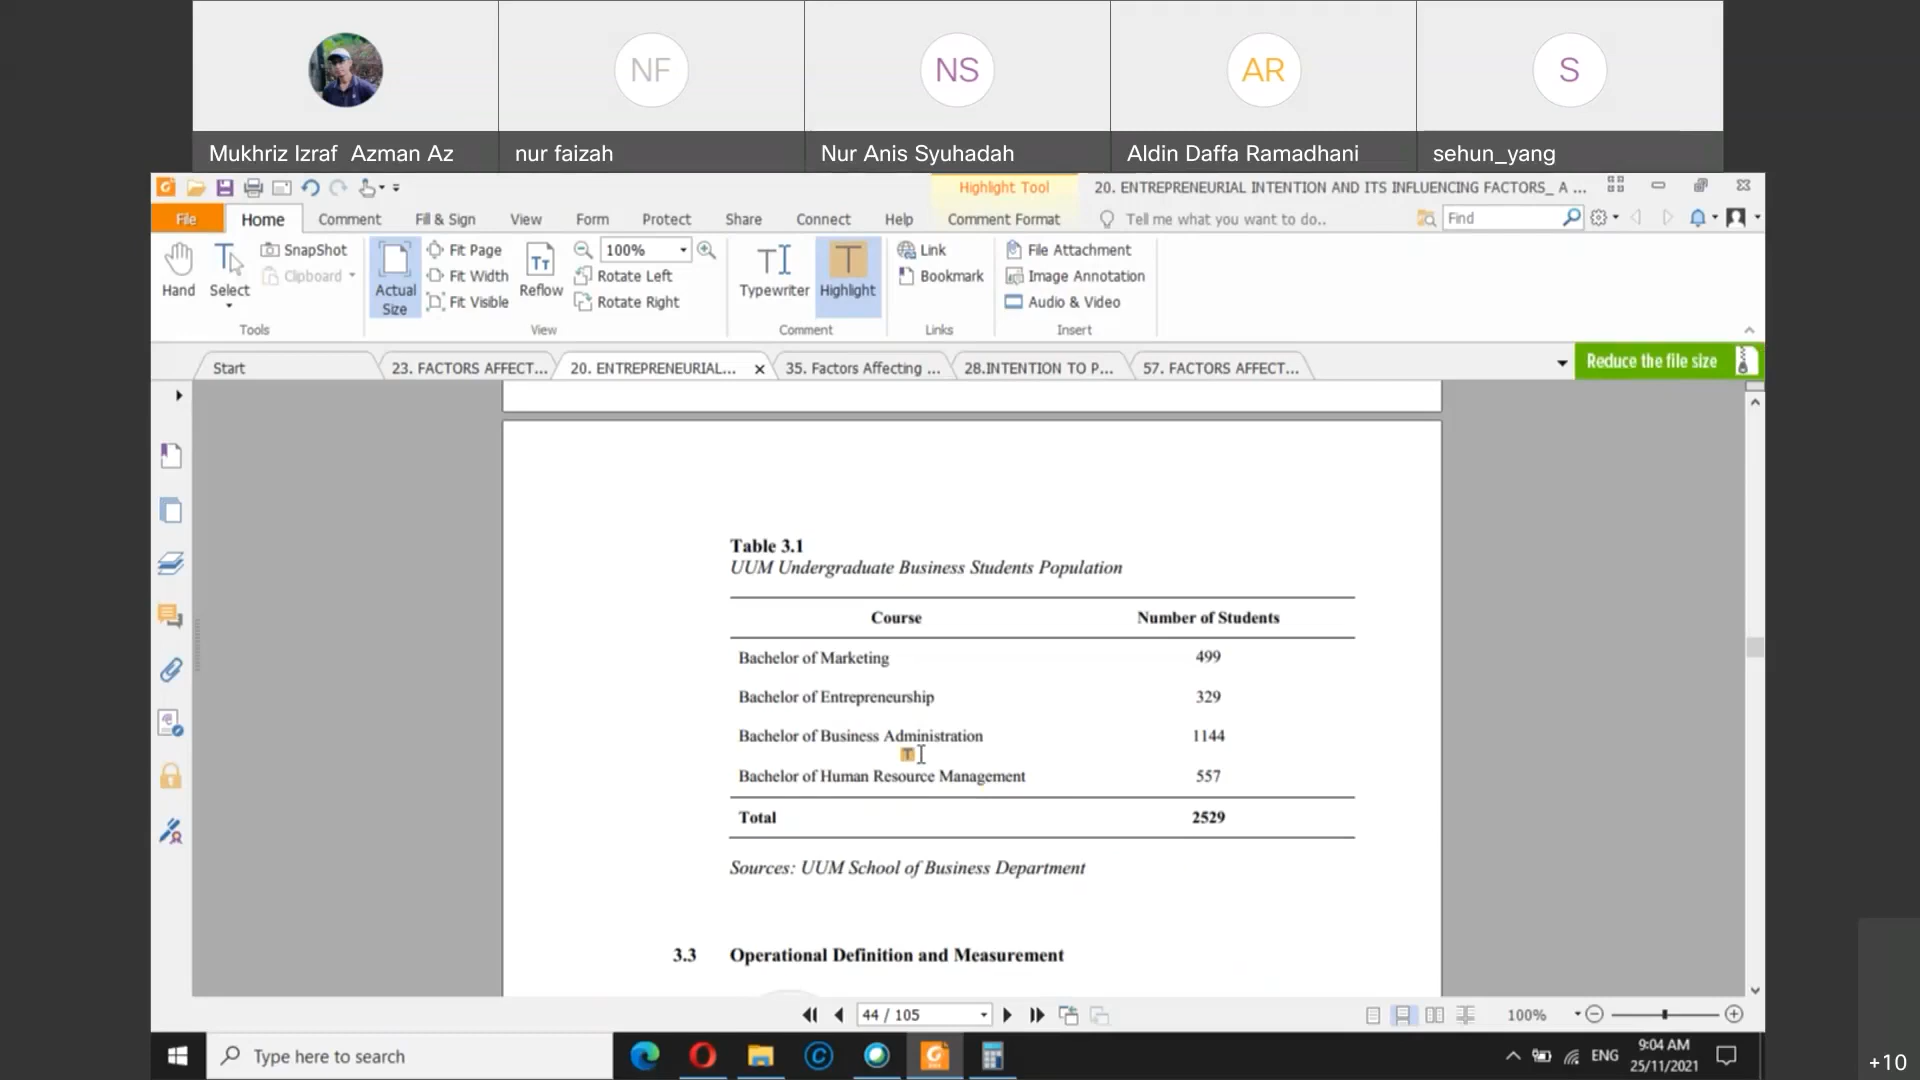 NF
NS
AR
S
Mukhriz Izraf Azman Az
nur faizah
Nur Anis Syuhadah
Aldin Daffa Ramadhani
sehun_yang
Highlight Tool
20. ENTREPRENEURIAL INTENTION AND ITS INFLUENCING FACTORS_ A ...
File Home Comment Fill & Sign View Form Protect Share Connect Help Comment Format Tell me what you want to do.. Find
SnapShot Fit Page 100% Link File Attachment
Clipboard Fit Width Rotate Left Bookmark Image Annotation
Hand Select Actual Size Reflow Typewriter Highlight
Fit Visible Rotate Right Audio & Video
Tools View Comment Links Insert
Start 23. FACTORS AFFECT... 20. ENTREPRENEURIAL... 35. Factors Affecting ... 28.INTENTION TO P... 57. FACTORS AFFECT... Reduce the file size
Table 3.1
UUM Undergraduate Business Students Population
Course Number of Students
Bachelor of Marketing 499
Bachelor of Entrepreneurship 329
Bachelor of Business Administration 1144
Bachelor of Human Resource Management 557
Total 2529
Sources: UUM School of Business Department
3.3 Operational Definition and Measurement
44 / 105 100%
Type here to search ENG 9:04 AM
25/11/2021
+10